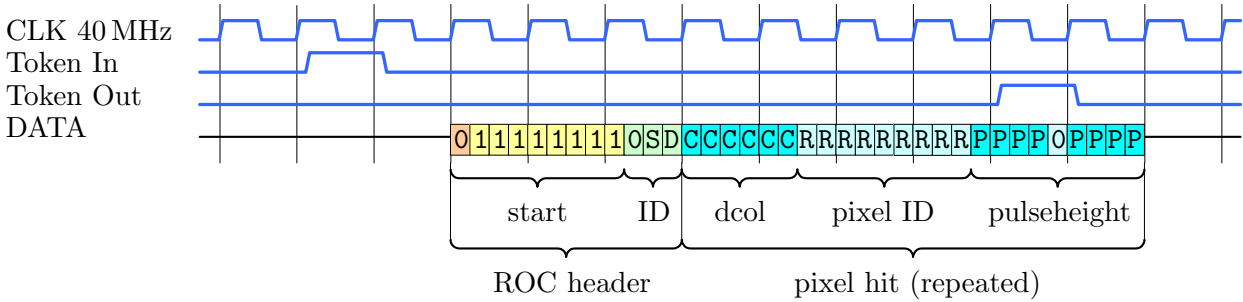 CLK 40 MHz
Token In
Token Out
DATA 0111111110SDCCCCCCRRRRRRRRRPPPP0PPPP
start ID dcol pixel ID pulseheight
ROC header pixel hit (repeated)